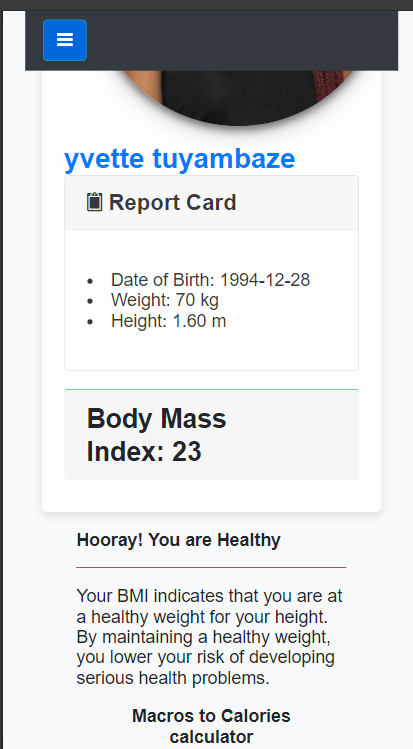 yvette tuyambaze
Report Card
Date of Birth: 1994-12-28
Weight: 70 kg
Height: 1.60 m
Body Mass
Index: 23
Hooray! You are Healthy
Your BMI indicates that you are at
a healthy weight for your height.
By maintaining a healthy weight,
you lower your risk of developing
serious health problems.
Macros to Calories
calculator